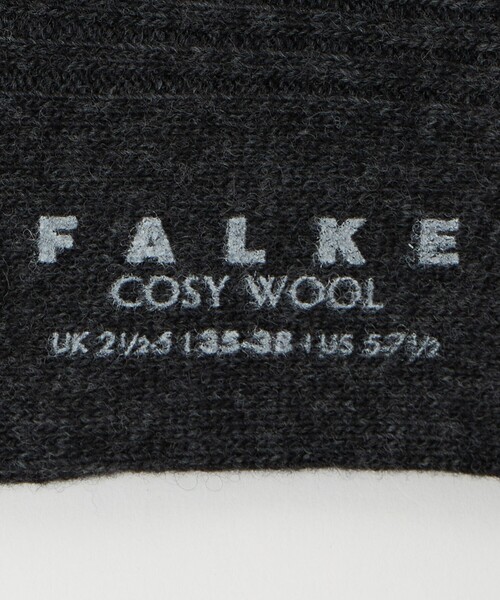 FALKE
COSY WOOL
UK 2½-5 | 35-38 | US 5-7½